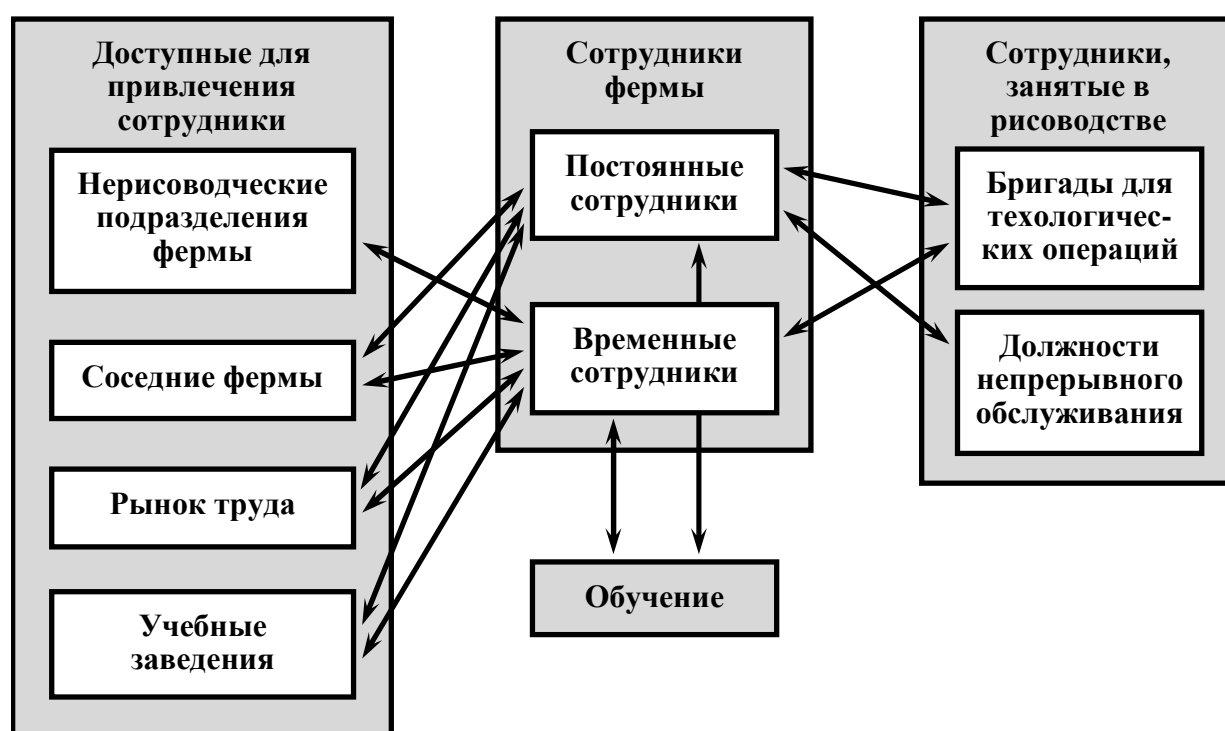 Доступные для
привлечения
сотрудники
Нерисоводческие
подразделения
фермы
Соседние фермы
Рынок труда
Учебные
заведения
Сотрудники
фермы
Постоянные
сотрудники
Временные
сотрудники
Обучение
Сотрудники,
занятые в
рисоводстве
Бригады для
техологичес-
ких операций
Должности
непрерывного
обслуживания